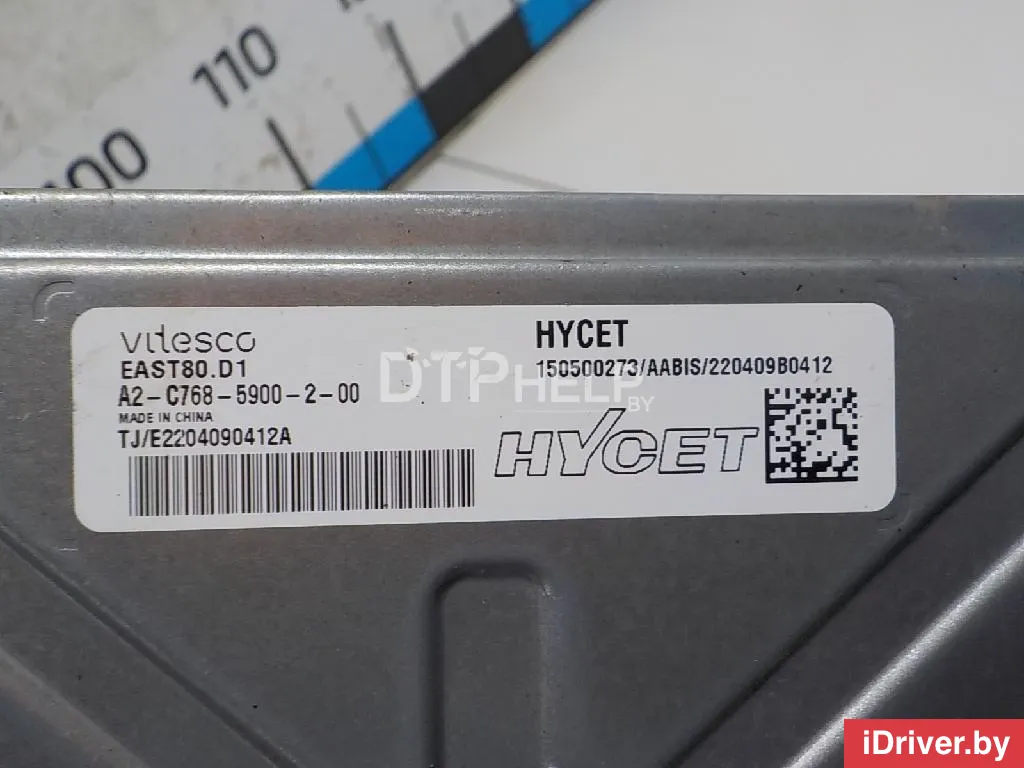 100
110
vitesco
EAST80.D1
A2-C768-5900-2-00
MADE IN CHINA
TJ/E2204090412A
HYCET
150500273/AABIS/220409B0412
HYCET
DTPHELP
BY
iDriver.by